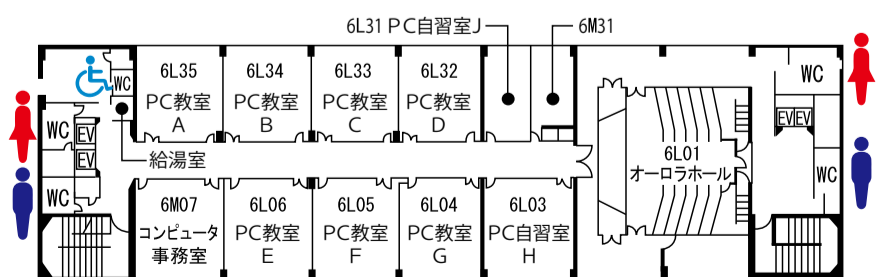 6L31 PC自習室J
6M31
WC
6L35
PC教室
A
6L34
PC教室
B
6L33
PC教室
C
6L32
PC教室
D
WC
WC
EV
EV
給湯室
WC
EV EV
WC
6L01
オーロラホール
6M07
コンピュータ
事務室
6L06
PC教室
E
6L05
PC教室
F
6L04
PC教室
G
6L03
PC自習室
H